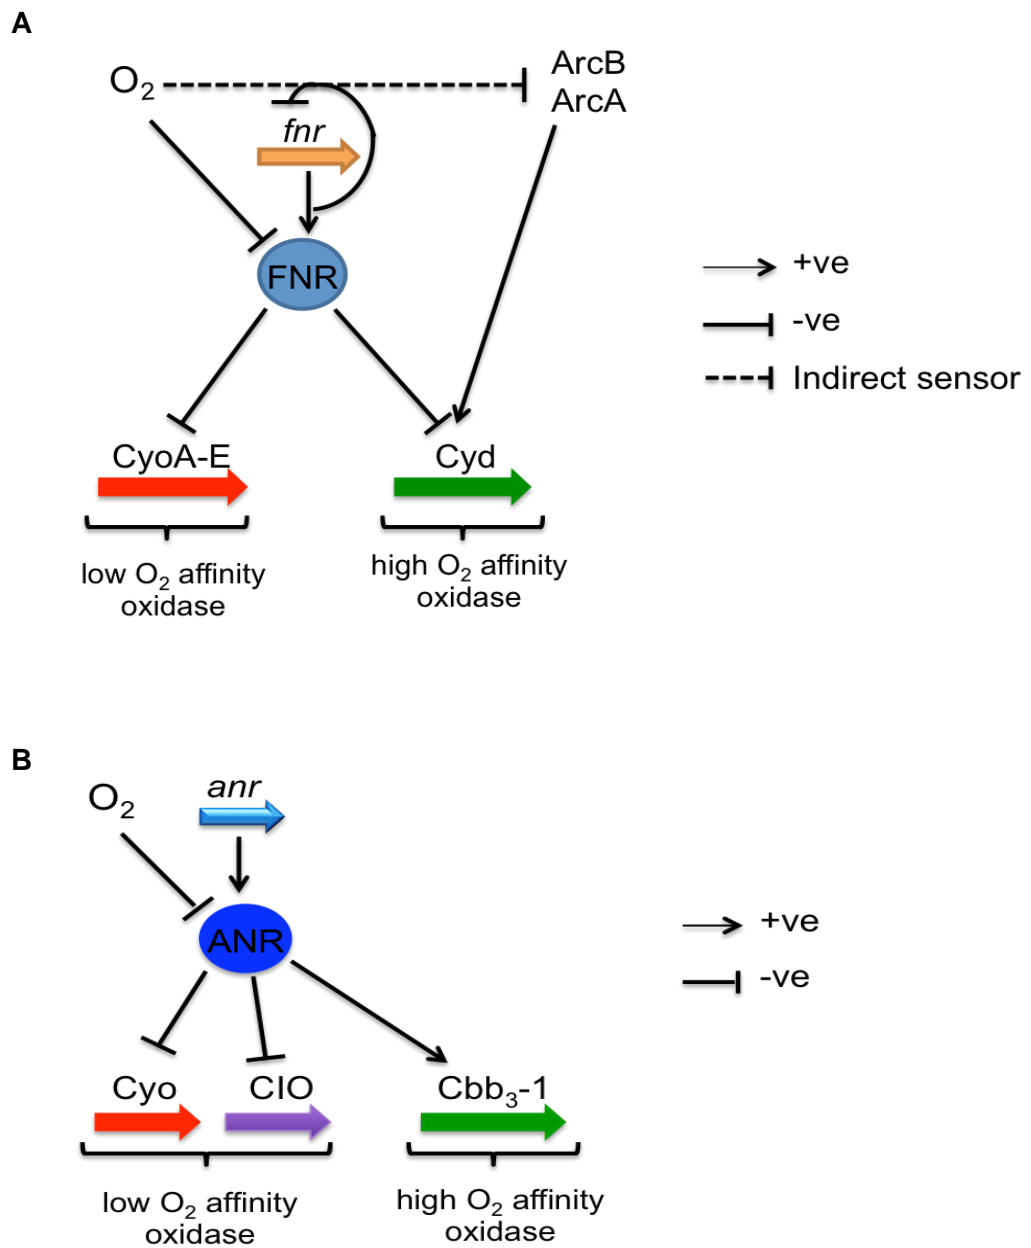 A
O2
ArcB
ArcA
fnr
FNR
+ve
-ve
Indirect sensor
CyoA-E
Cyd
low O2 affinity
oxidase
high O2 affinity
oxidase
B
O2
anr
ANR
+ve
-ve
Cyo
CIO
Cbb3-1
low O2 affinity
oxidase
high O2 affinity
oxidase